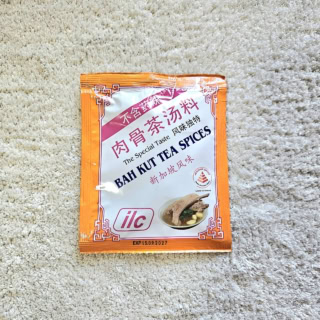 不含
肉骨茶汤料
The Special Taste 风味独特
BAH KUT TEA SPICES
新加坡风味
ilc
EXP15092027